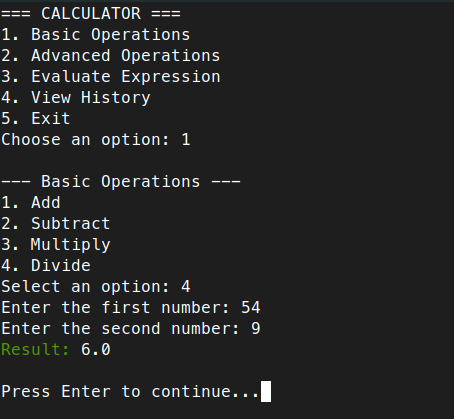 === CALCULATOR ===
1. Basic Operations
2. Advanced Operations
3. Evaluate Expression
4. View History
5. Exit
Choose an option: 1

--- Basic Operations ---
1. Add
2. Subtract
3. Multiply
4. Divide
Select an option: 4
Enter the first number: 54
Enter the second number: 9
Result: 6.0

Press Enter to continue...